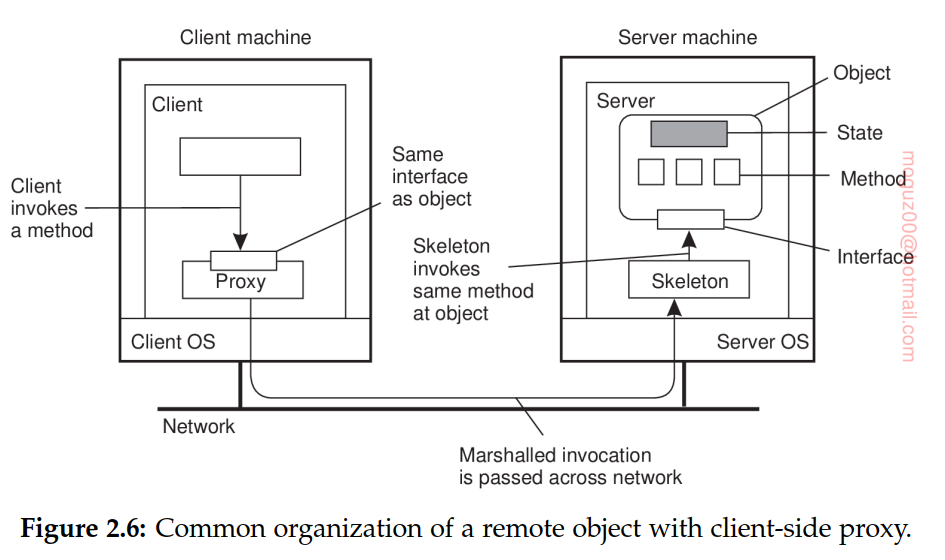 Client machine
Server machine
Client
Server
Object
State
Method
Interface
Same
interface
as object
Client
invokes
a method
Proxy
Skeleton
invokes
same method
at object
Skeleton
Client OS
Server OS
Network
Marshalled invocation
is passed across network
moguz00@hotmail.com
Figure 2.6: Common organization of a remote object with client-side proxy.